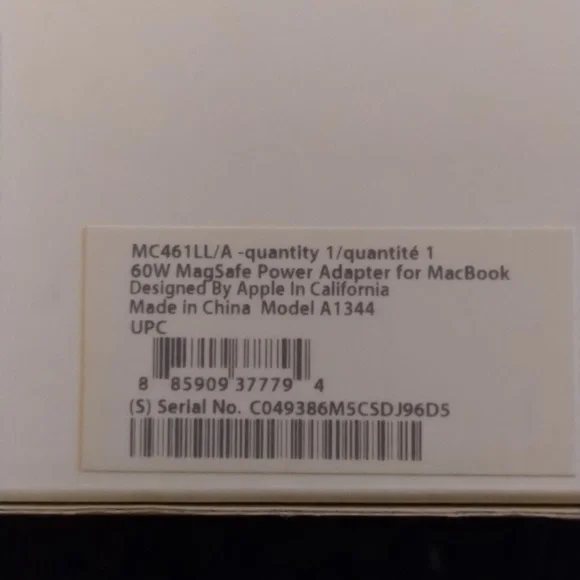 MC461LL/A -quantity 1/quantité 1
60W MagSafe Power Adapter for MacBook
Designed By Apple In California
Made in China Model A1344
UPC
8 85909 37779 4
(S) Serial No. C049386M5CSDJ96D5